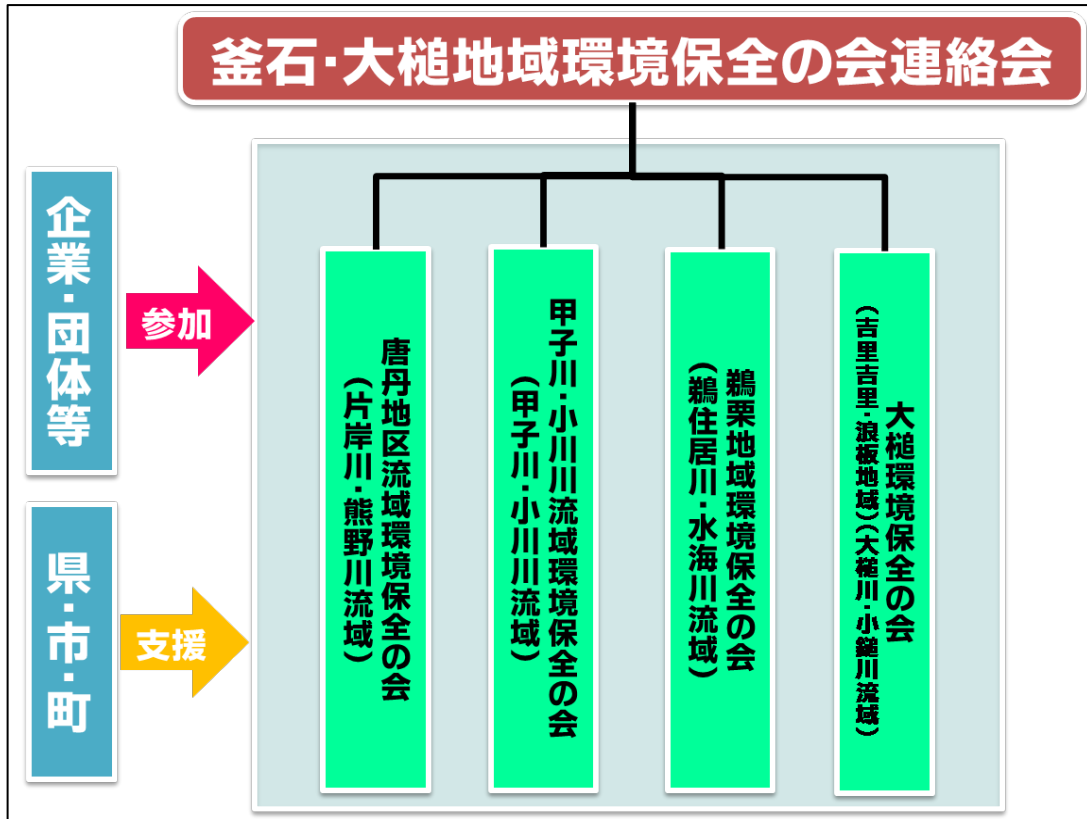 釜石・大槌地域環境保全の会連絡会
企業・団体等
参加
県・市・町
支援
唐丹地区流域環境保全の会
(片岸川・熊野川流域)
甲子川・小川川流域環境保全の会
(甲子川・小川川流域)
鵜栗地域環境保全の会
(鵜住居川・水海川流域)
大槌環境保全の会
(吉里吉里・浪板地域)(大槌川・小鎚川流域)